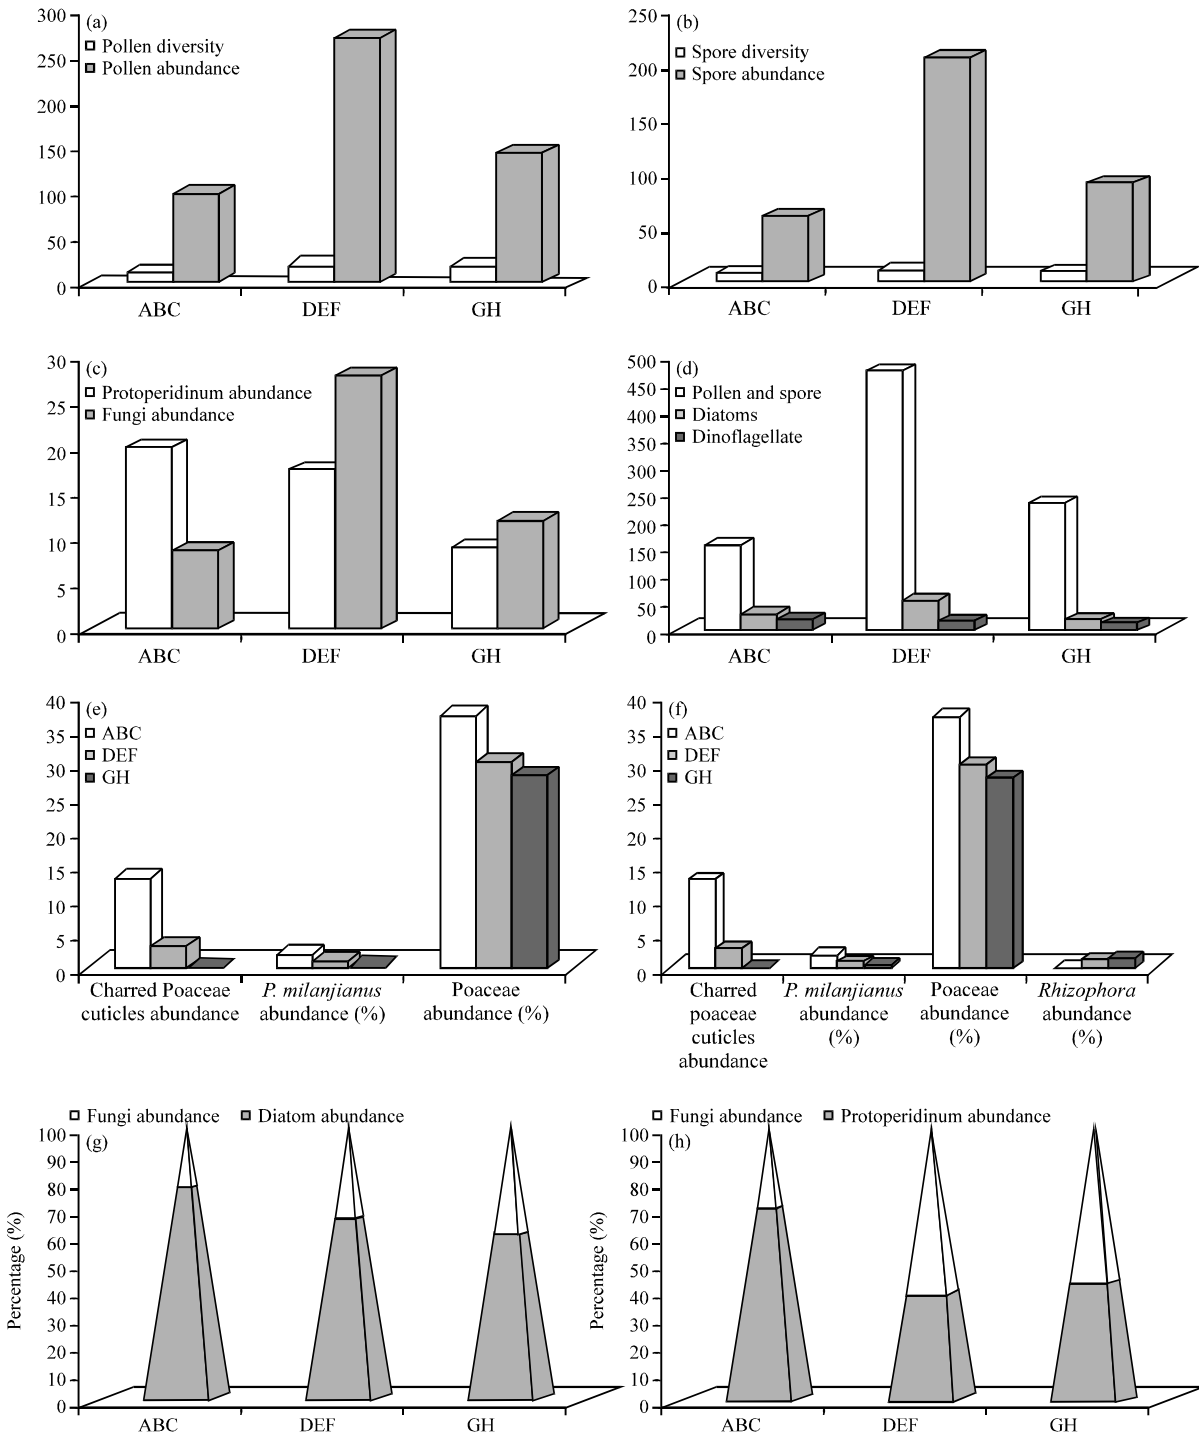 (a)
Pollen diversity
Pollen abundance
300
250
200
150
100
50
0
ABC DEF GH
(b)
Spore diversity
Spore abundance
250
200
150
100
50
0
ABC DEF GH
(c)
Protoperidinum abundance
Fungi abundance
30
25
20
15
10
5
0
ABC DEF GH
(d)
Pollen and spore
Diatoms
Dinoflagellate
500
450
400
350
300
250
200
150
100
50
0
ABC DEF GH
(e)
ABC
DEF
GH
40
35
30
25
20
15
10
5
0
Charred Poaceae
cuticles abundance
P. milanjianus
abundance (%)
Poaceae
abundance (%)
(f)
ABC
DEF
GH
40
35
30
25
20
15
10
5
0
Charred
poaceae
cuticles
abundance
P. milanjianus
abundance
(%)
Poaceae
abundance
(%)
Rhizophora
abundance
(%)
Fungi abundance Diatom abundance
(g)
Percentage (%)
100
90
80
70
60
50
40
30
20
10
0
ABC DEF GH
Fungi abundance Protoperidinum abundance
(h)
Percentage (%)
100
90
80
70
60
50
40
30
20
10
0
ABC DEF GH